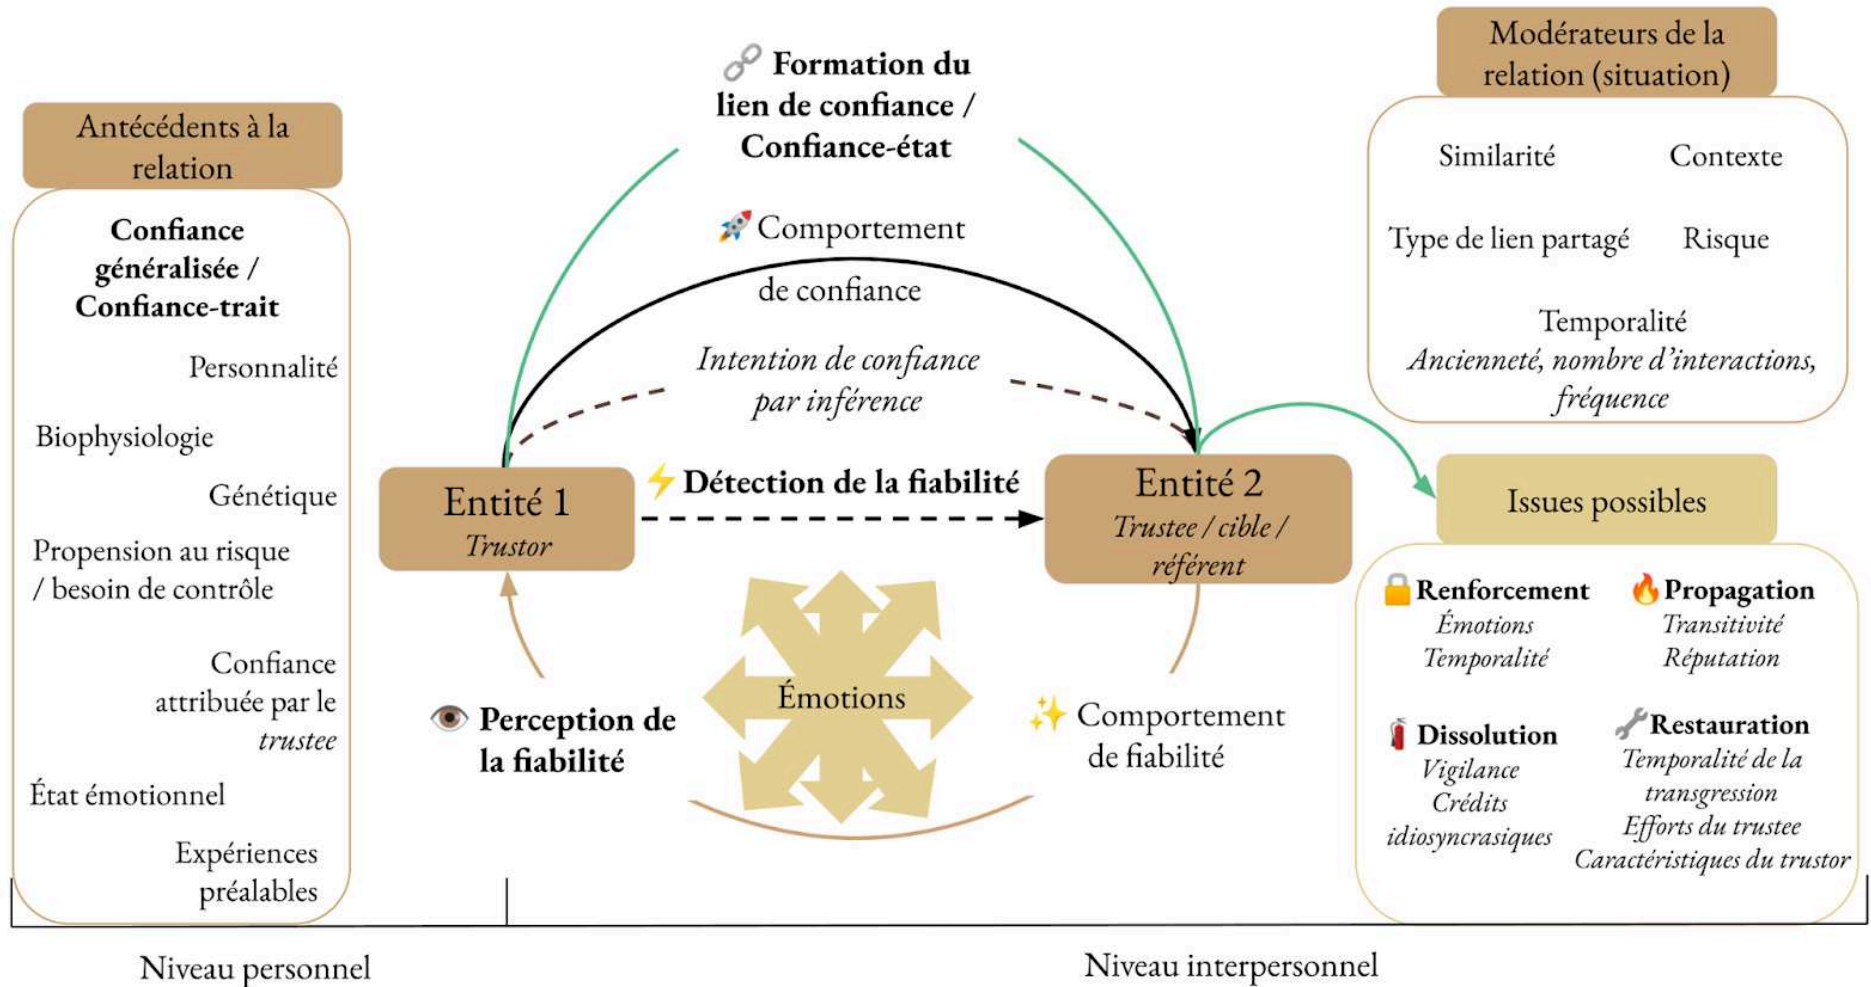 Antécédents à la
relation
Confiance
généralisée /
Confiance-trait
Personnalité
Biophysiologie
Génétique
Propension au risque
/ besoin de contrôle
Confiance
attribuée par le
trustee
État émotionnel
Expériences
préalables
Formation du
lien de confiance /
Confiance-état
Comportement
de confiance
Intention de confiance
par inférence
Entité 1
Trustor
Détection de la fiabilité
Entité 2
Trustee / cible /
référent
Émotions
Perception de
la fiabilité
Comportement
de fiabilité
Modérateurs de la
relation (situation)
Similarité
Contexte
Type de lien partagé
Risque
Temporalité
Ancienneté, nombre d'interactions,
fréquence
Issues possibles
Renforcement
Émotions
Temporalité
Propagation
Transitivité
Réputation
Dissolution
Vigilance
Crédits
idiosyncrasiques
Restauration
Temporalité de la
transgression
Efforts du trustee
Caractéristiques du trustor
Niveau personnel
Niveau interpersonnel